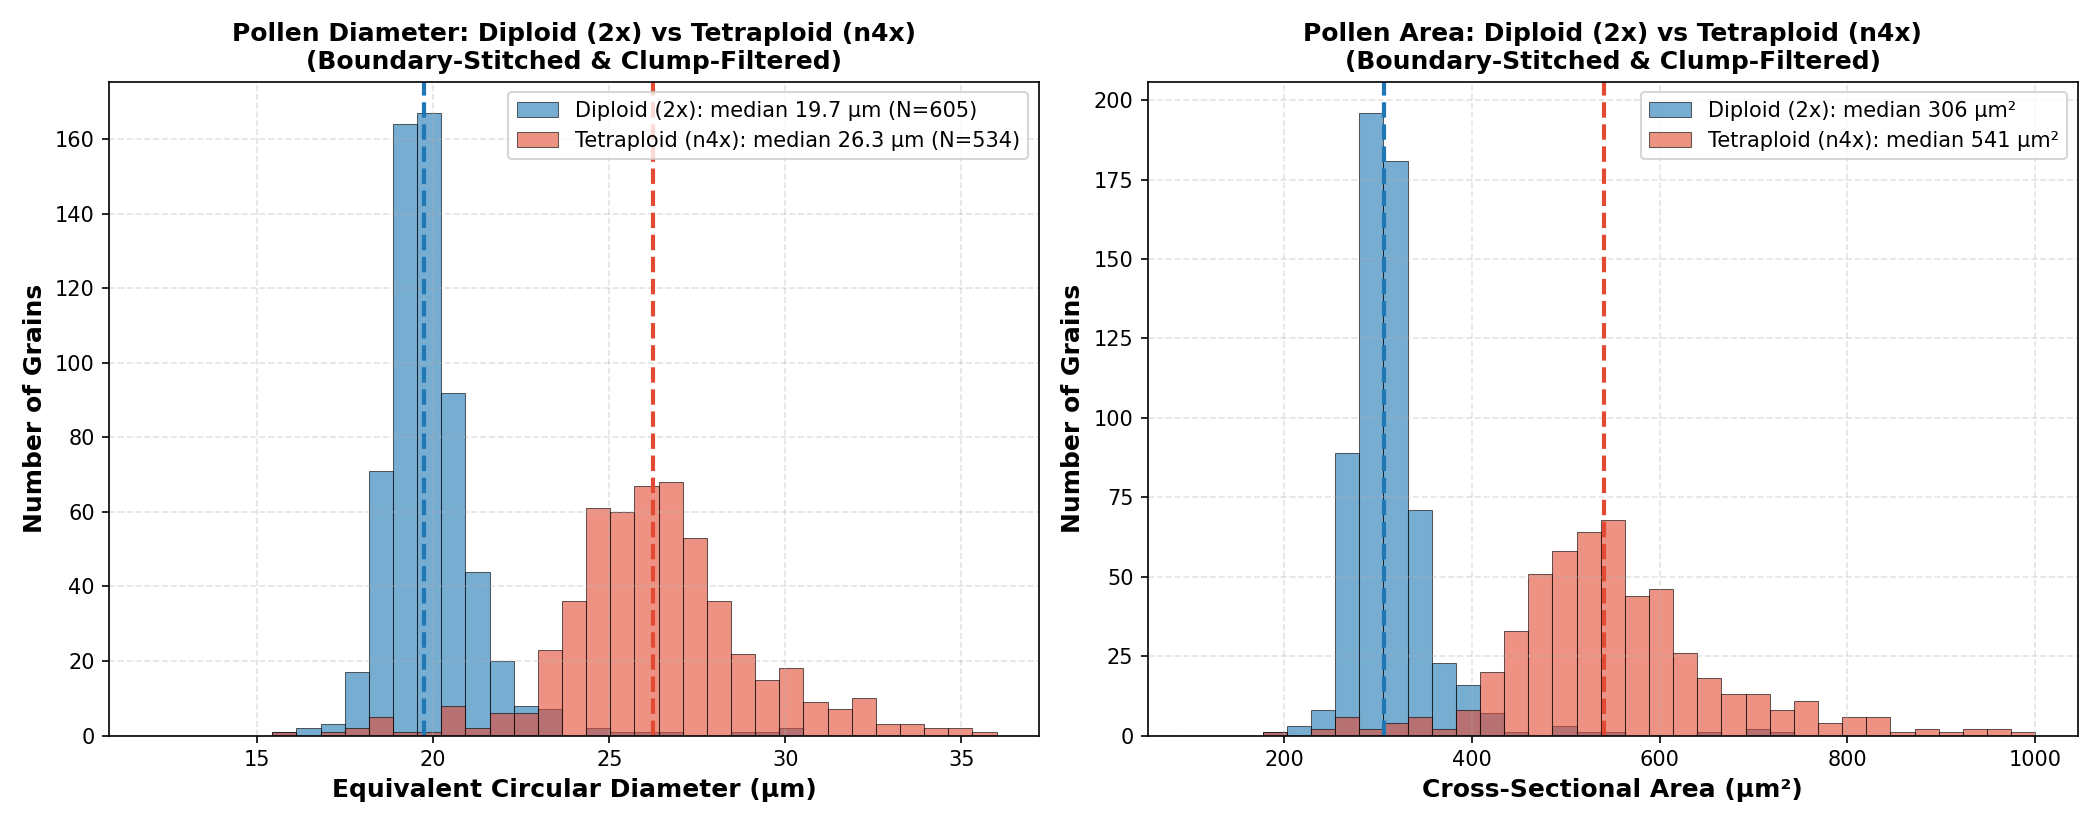 Pollen Diameter: Diploid (2x) vs Tetraploid (n4x)
(Boundary-Stitched & Clump-Filtered)
Diploid (2x): median 19.7 µm (N=605)
Tetraploid (n4x): median 26.3 µm (N=534)
Number of Grains
160
140
120
100
80
60
40
20
0
15
20
25
30
35
Equivalent Circular Diameter (µm)
Pollen Area: Diploid (2x) vs Tetraploid (n4x)
(Boundary-Stitched & Clump-Filtered)
Diploid (2x): median 306 µm²
Tetraploid (n4x): median 541 µm²
Number of Grains
200
175
150
125
100
75
50
25
0
200
400
600
800
1000
Cross-Sectional Area (µm²)